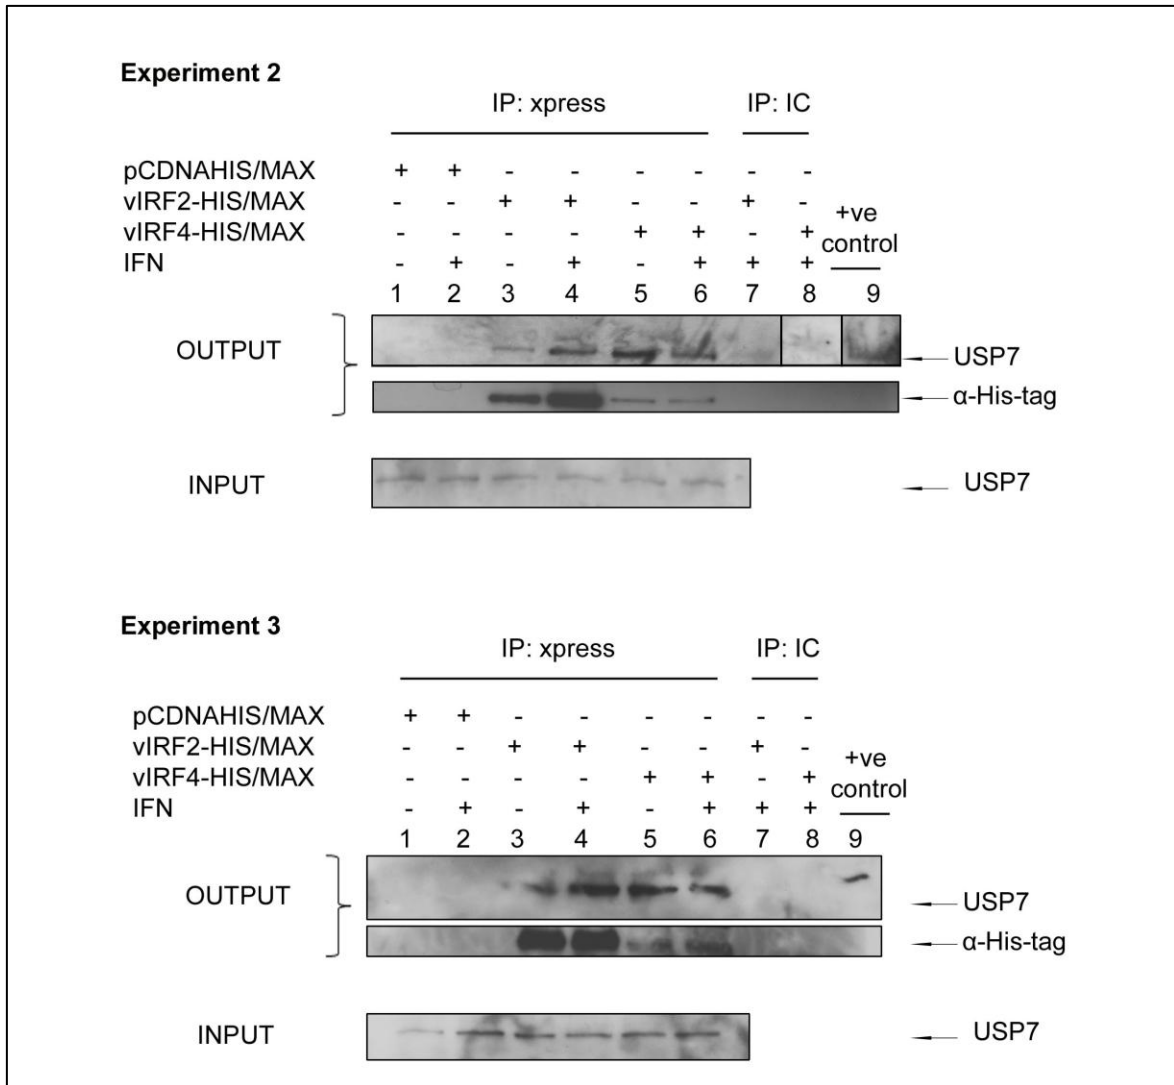 Experiment 2
IP: xpress IP: IC
pCDNAHIS/MAX + + - - - - - -
vIRF2-HIS/MAX - - + + - - + -
vIRF4-HIS/MAX - - - - + + - +
IFN - + - + - + + +
+ve control
1 2 3 4 5 6 7 8 9
OUTPUT USP7
α-His-tag
INPUT USP7
Experiment 3
IP: xpress IP: IC
pCDNAHIS/MAX + + - - - - - -
vIRF2-HIS/MAX - - + + - - + -
vIRF4-HIS/MAX - - - - + + - +
IFN - + - + - + + +
+ve control
1 2 3 4 5 6 7 8 9
OUTPUT USP7
α-His-tag
INPUT USP7